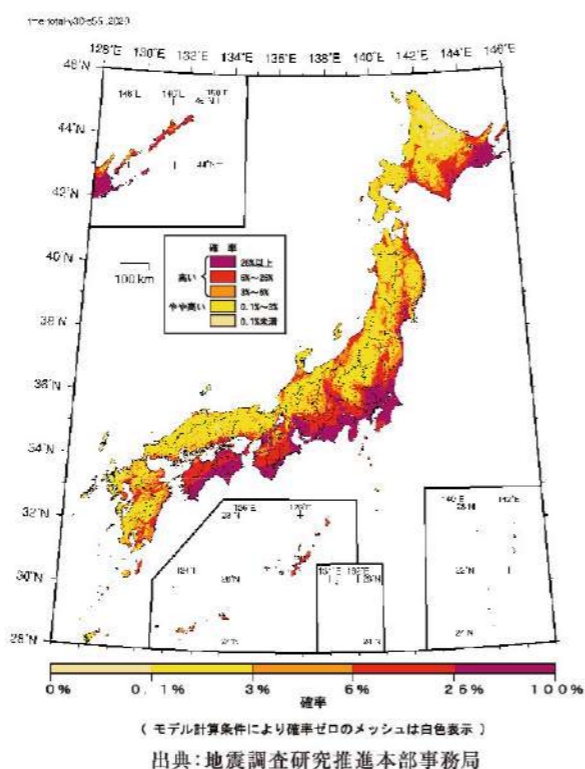 128°E 130°E 132°E 134°E 136°E 138°E 140°E 142°E 144°E 146°E
46°N
44°N
42°N
40°N
38°N
36°N
34°N
32°N
30°N
28°N
100 km
確率
高い
26%以上
6%~26%
3%~6%
やや高い
0.1%~3%
0.1%未満
0% 0.1% 3% 6% 26% 100%
確率
( モデル計算条件により確率ゼロのメッシュは白色表示 )
出典:地震調査研究推進本部事務局